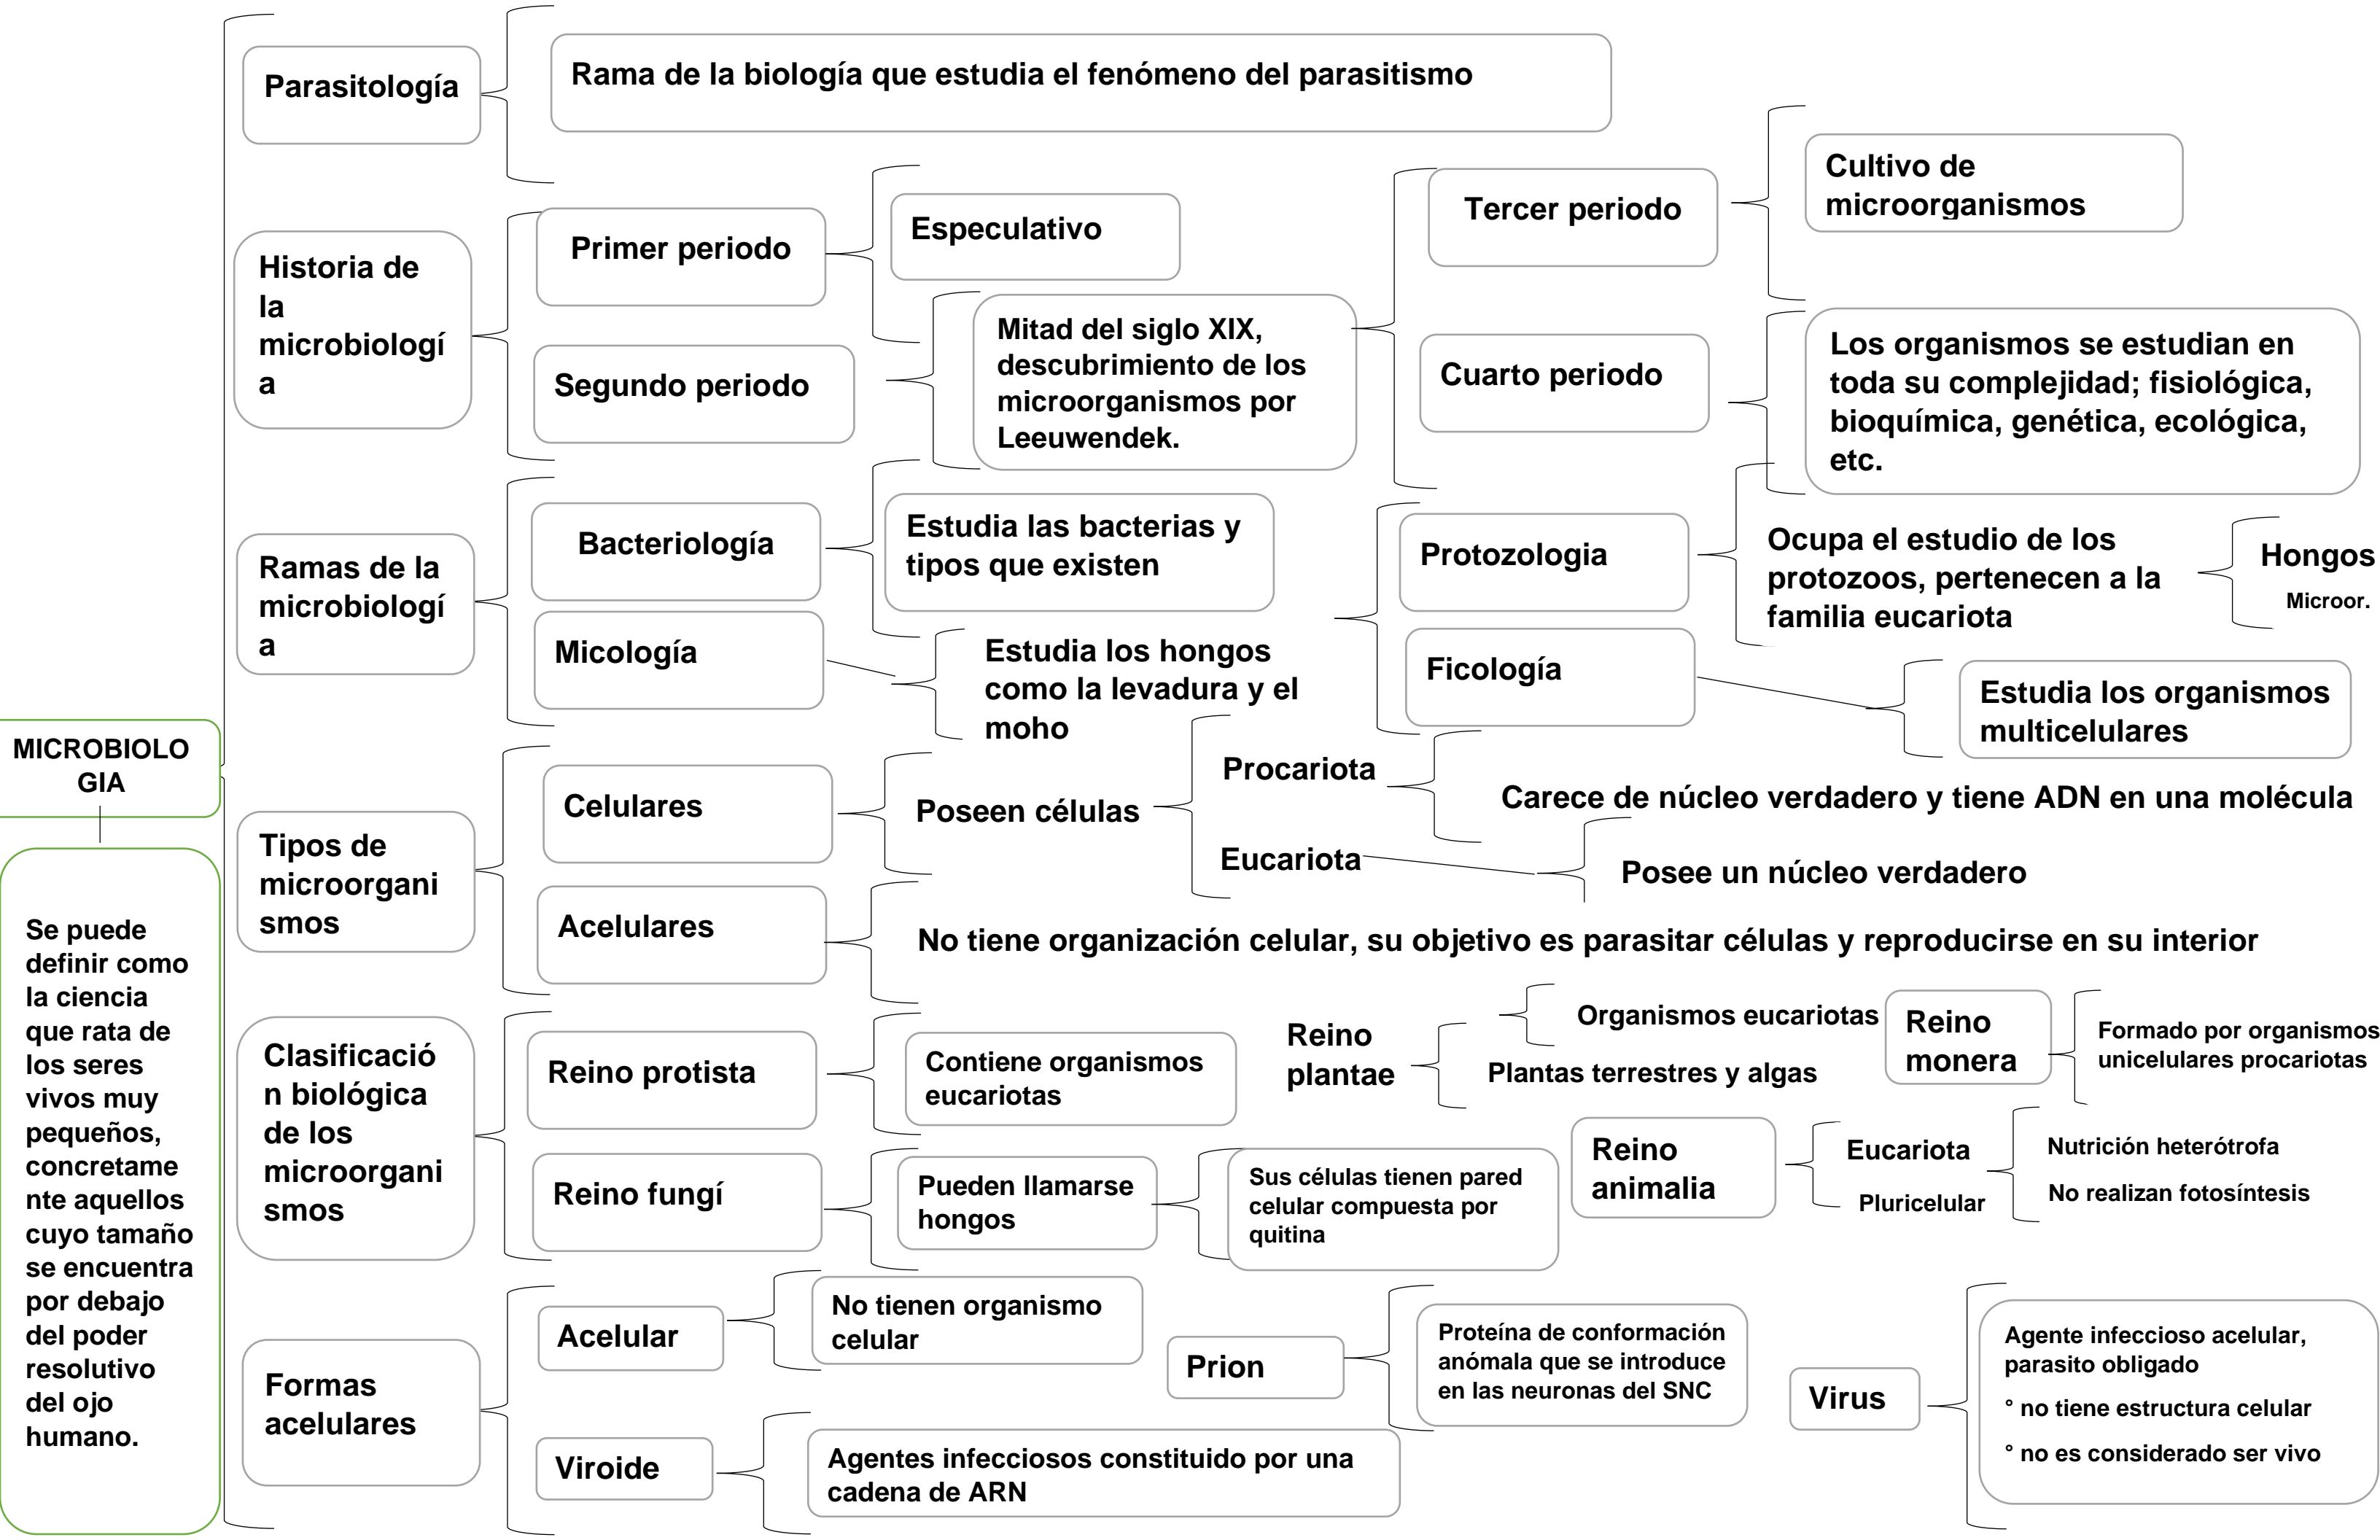 MICROBIOLO
GIA
Se puede
definir como
la ciencia
que rata de
los seres
vivos muy
pequeños,
concretame
nte aquellos
cuyo tamaño
se encuentra
por debajo
del poder
resolutivo
del ojo
humano.
Parasitología
Rama de la biología que estudia el fenómeno del parasitismo
Historia de
la
microbiologí
a
Primer periodo
Especulativo
Segundo periodo
Mitad del siglo XIX,
descubrimiento de los
microorganismos por
Leeuwendek.
Tercer periodo
Cultivo de
microorganismos
Cuarto periodo
Los organismos se estudian en
toda su complejidad; fisiológica,
bioquímica, genética, ecológica,
etc.
Ramas de la
microbiologí
a
Bacteriología
Estudia las bacterias y
tipos que existen
Micología
Estudia los hongos
como la levadura y el
moho
Protozologia
Ocupa el estudio de los
protozoos, pertenecen a la
familia eucariota
Hongos
Microor.
Ficología
Estudia los organismos
multicelulares
Tipos de
microorgani
smos
Celulares
Poseen células
Procariota
Carece de núcleo verdadero y tiene ADN en una molécula
Eucariota
Posee un núcleo verdadero
Acelulares
No tiene organización celular, su objetivo es parasitar células y reproducirse en su interior
Clasificació
n biológica
de los
microorgani
smos
Reino protista
Contiene organismos
eucariotas
Reino
plantae
Organismos eucariotas
Plantas terrestres y algas
Reino
monera
Formado por organismos
unicelulares procariotas
Reino fungí
Pueden llamarse
hongos
Sus células tienen pared
celular compuesta por
quitina
Reino
animalia
Eucariota
Pluricelular
Nutrición heterótrofa
No realizan fotosíntesis
Formas
acelulares
Acelular
No tienen organismo
celular
Viroide
Agentes infecciosos constituido por una
cadena de ARN
Prion
Proteína de conformación
anómala que se introduce
en las neuronas del SNC
Virus
Agente infeccioso acelular,
parasito obligado
° no tiene estructura celular
° no es considerado ser vivo